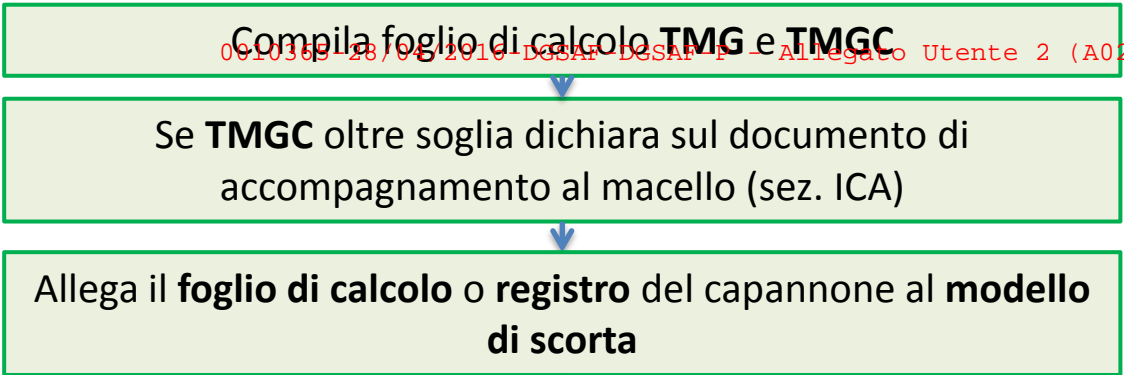 Compila foglio di calcolo TMG e TMGC
0010365-28/04/2016-DGSAF-DGSAF-P - Allegato Utente 2 (A02
Se TMGC oltre soglia dichiara sul documento di
accompagnamento al macello (sez. ICA)
Allega il foglio di calcolo o registro del capannone al modello
di scorta